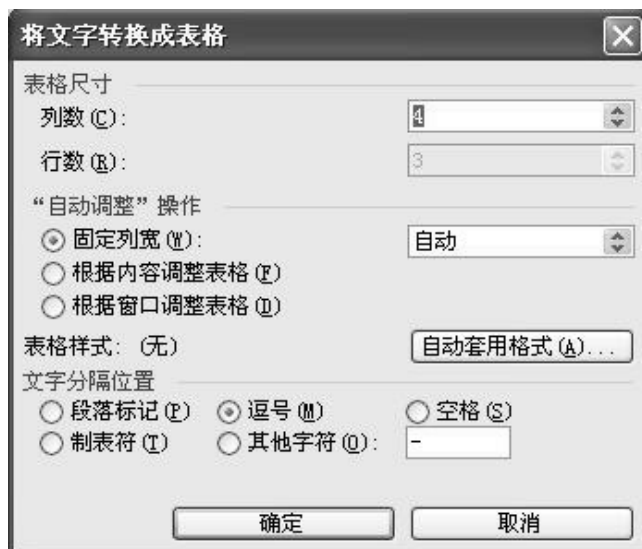 将文字转换成表格
表格尺寸
列数(C): 4
行数(R): 3
“自动调整”操作
固定列宽(W): 自动
根据内容调整表格(F)
根据窗口调整表格(D)
表格样式: (无) 自动套用格式(A)...
文字分隔位置
段落标记(P) 逗号(M) 空格(S)
制表符(T) 其他字符(O): -
确定 取消